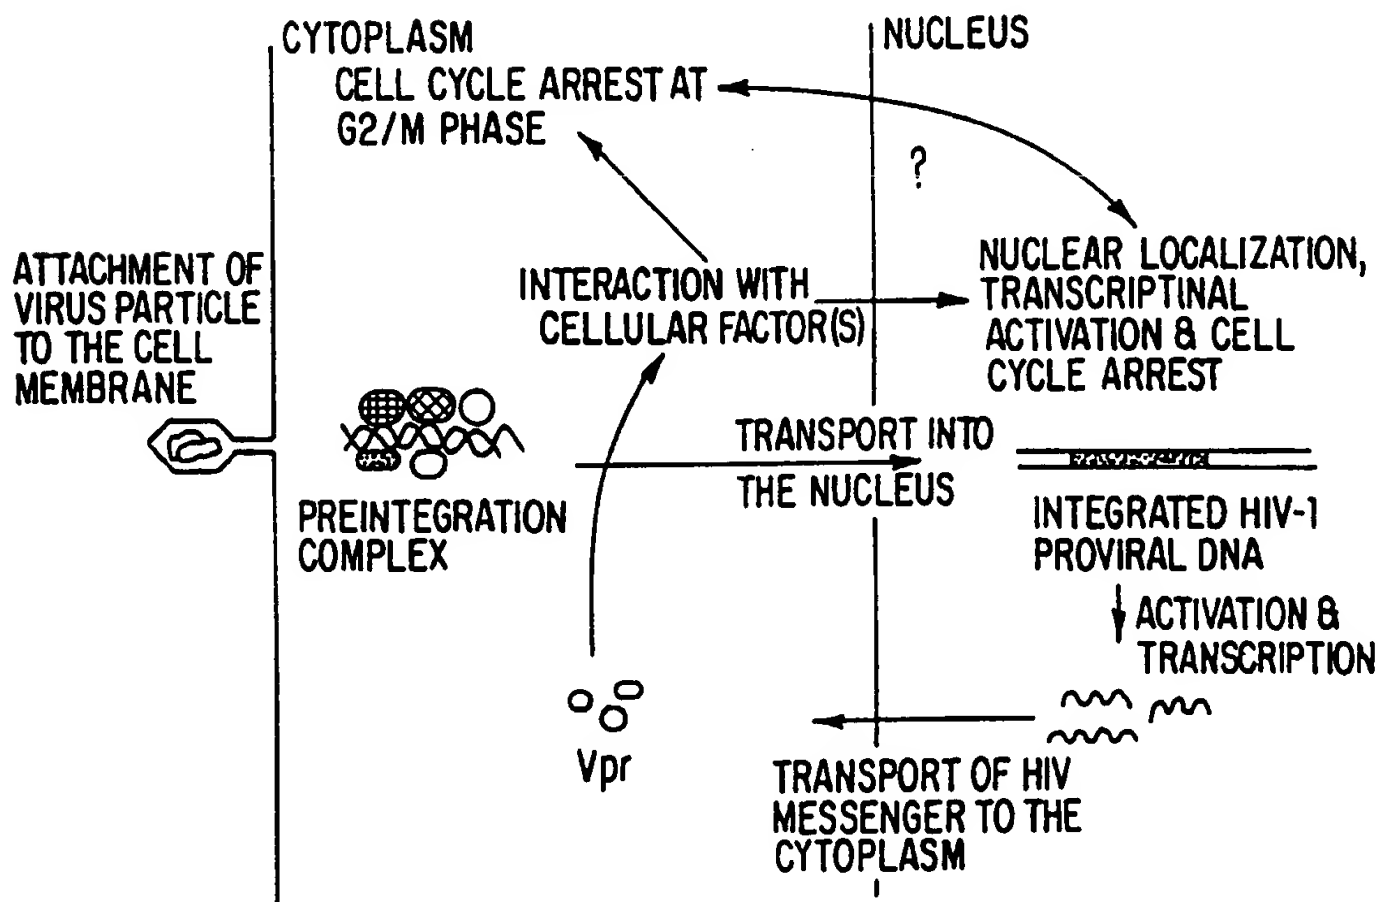 CYTOPLASM
NUCLEUS
CELL CYCLE ARREST AT
G2/M PHASE
?
ATTACHMENT OF
VIRUS PARTICLE
TO THE CELL
MEMBRANE
INTERACTION WITH
CELLULAR FACTOR(S)
NUCLEAR LOCALIZATION,
TRANSCRIPTINAL
ACTIVATION & CELL
CYCLE ARREST
TRANSPORT INTO
THE NUCLEUS
PREINTEGRATION
COMPLEX
INTEGRATED HIV-1
PROVIRAL DNA
ACTIVATION &
TRANSCRIPTION
Vpr
TRANSPORT OF HIV
MESSENGER TO THE
CYTOPLASM